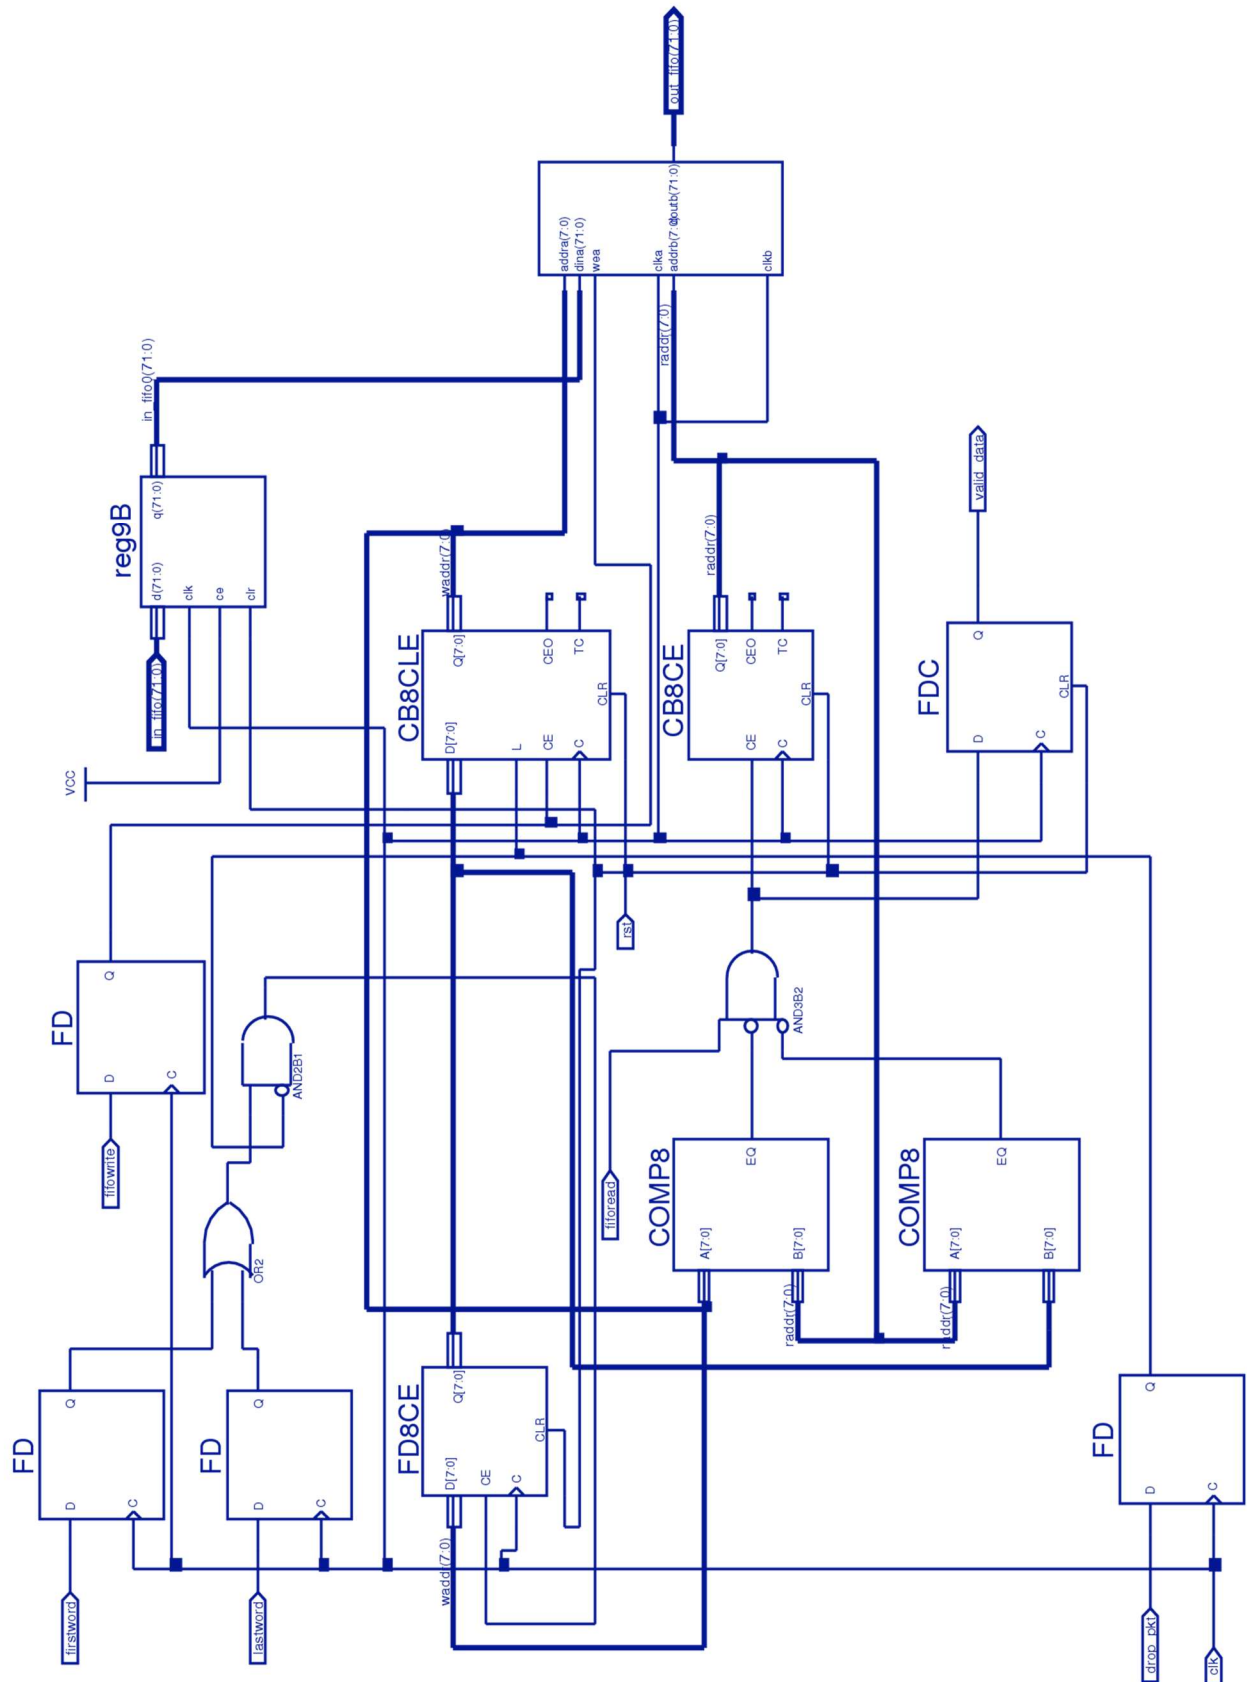 out_fifo(71:0)
addra(7:0)
dina(71:0)
wea
clka
addrb(7:0)
doutb(71:0)
clkb
raddr(7:0)
in_fifo0(71:0)
reg9B
d(71:0)
q(71:0)
clk
ce
clr
in_fifo(71:0)
VCC
waddr(7:0)
CB8CLE
D[7:0]
Q[7:0]
L
CE
C
CEO
TC
CLR
raddr(7:0)
CB8CE
Q[7:0]
CE
CEO
C
TC
CLR
valid_data
FDC
D
Q
C
CLR
rst
FD
D
Q
C
fifowrite
AND2B1
OR2
AND3B2
fiforead
COMP8
A[7:0]
B[7:0]
EQ
raddr(7:0)
COMP8
A[7:0]
B[7:0]
EQ
raddr(7:0)
FD
D
Q
C
firstword
FD
D
Q
C
lastword
FD8CE
D[7:0]
Q[7:0]
CE
C
CLR
waddr(7:0)
FD
D
Q
C
drop_pkt
clk